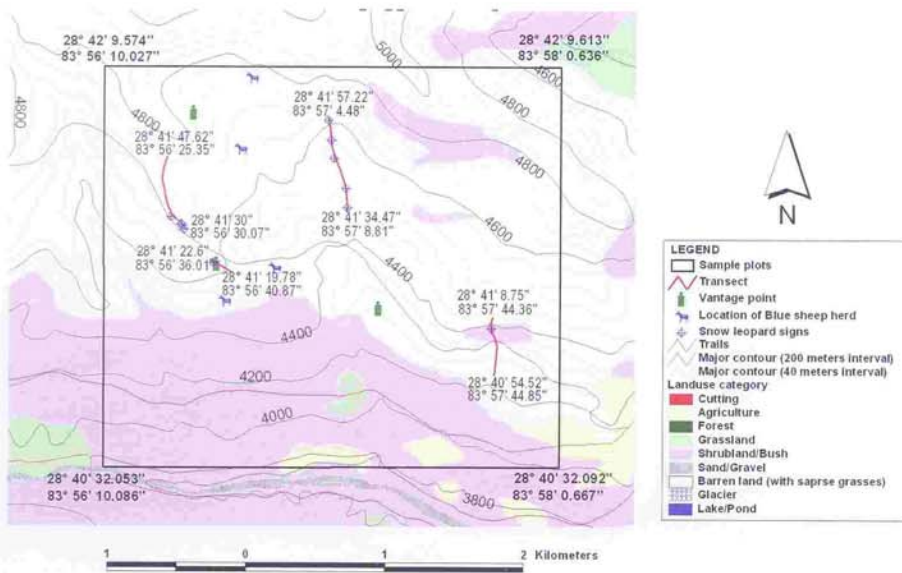 28° 42' 9.574''
83° 56' 10.027''
28° 42' 9.613''
83° 58' 0.636''
5000
4600
4800
4800
4800
4800
28° 41' 57.22"
83° 57' 4.48"
28° 41' 47.62"
83° 56' 25.35"
28° 41' 30"
83° 56' 30.07"
28° 41' 34.47"
83° 57' 8.81"
4600
28° 41' 22.6"
83° 56' 36.01"
28° 41' 19.78"
83° 56' 40.87"
4400
28° 41' 8.75"
83° 57' 44.36"
4400
4200
4000
28° 40' 54.52"
83° 57' 44.85"
28° 40' 32.053''
83° 56' 10.086''
28° 40' 32.092''
83° 58' 0.667''
3800
1 0 1 2 Kilometers
N
LEGEND
Sample plots
Transect
Vantage point
Location of Blue sheep herd
Snow leopard signs
Trails
Major contour (200 meters interval)
Major contour (40 meters interval)
Landuse category
Cutting
Agriculture
Forest
Grassland
Shrubland/Bush
Sand/Gravel
Barren land (with saprse grasses)
Glacier
Lake/Pond